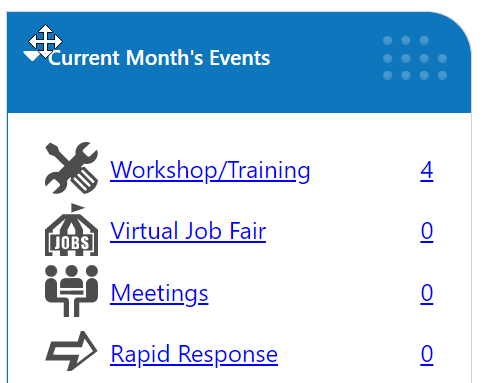 Current Month's Events
Workshop/Training 4
JOBS
Virtual Job Fair 0
Meetings 0
Rapid Response 0